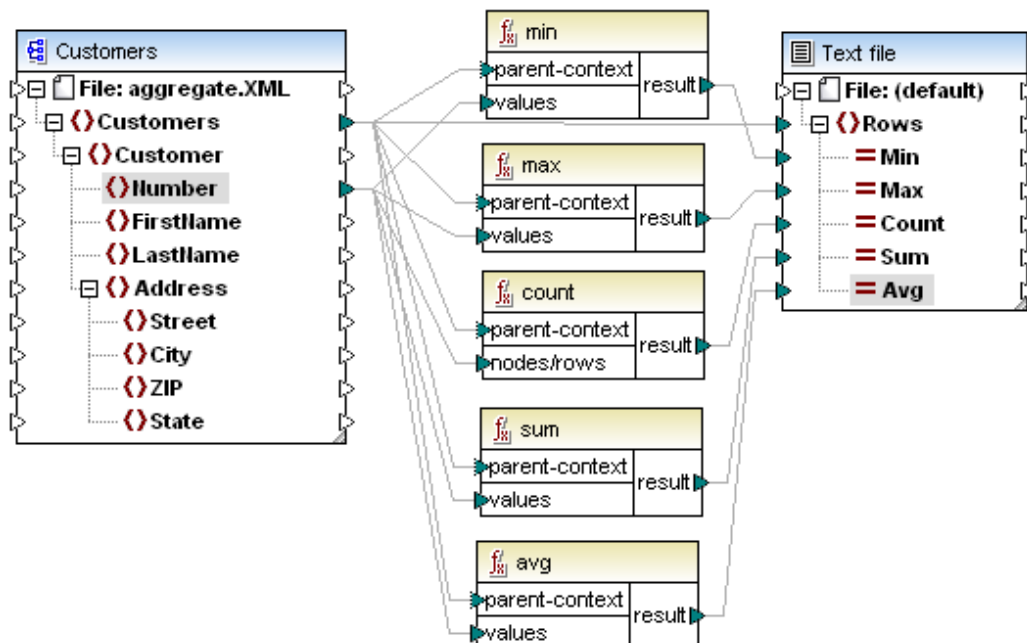 Customers
File: aggregate.XML
Customers
Customer
Number
FirstName
LastName
Address
Street
City
ZIP
State
min
parent-context
values
result
max
parent-context
values
result
count
parent-context
nodes/rows
result
sum
parent-context
values
result
avg
parent-context
values
result
Text file
File: (default)
Rows
Min
Max
Count
Sum
Avg